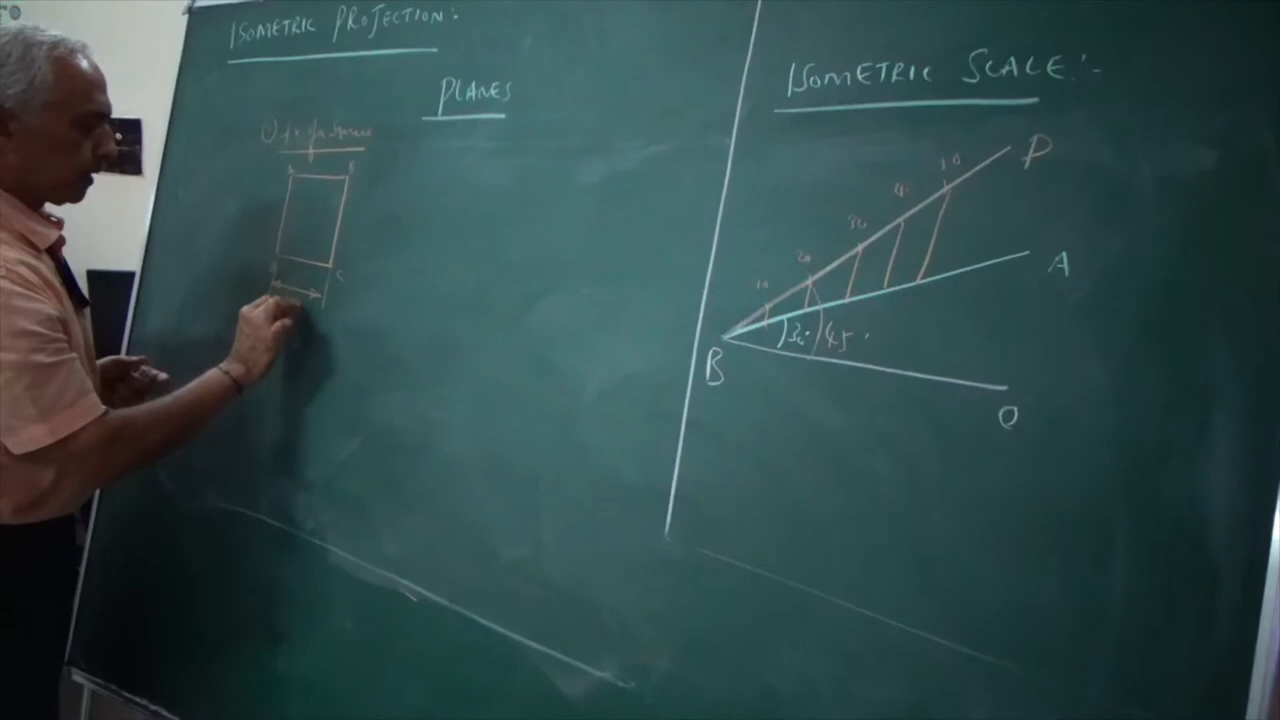 ISOMETRIC PROJECTION:
PLANES
C
ISOMETRIC SCALE:-
P
10
20
30
A
30° 45°
B